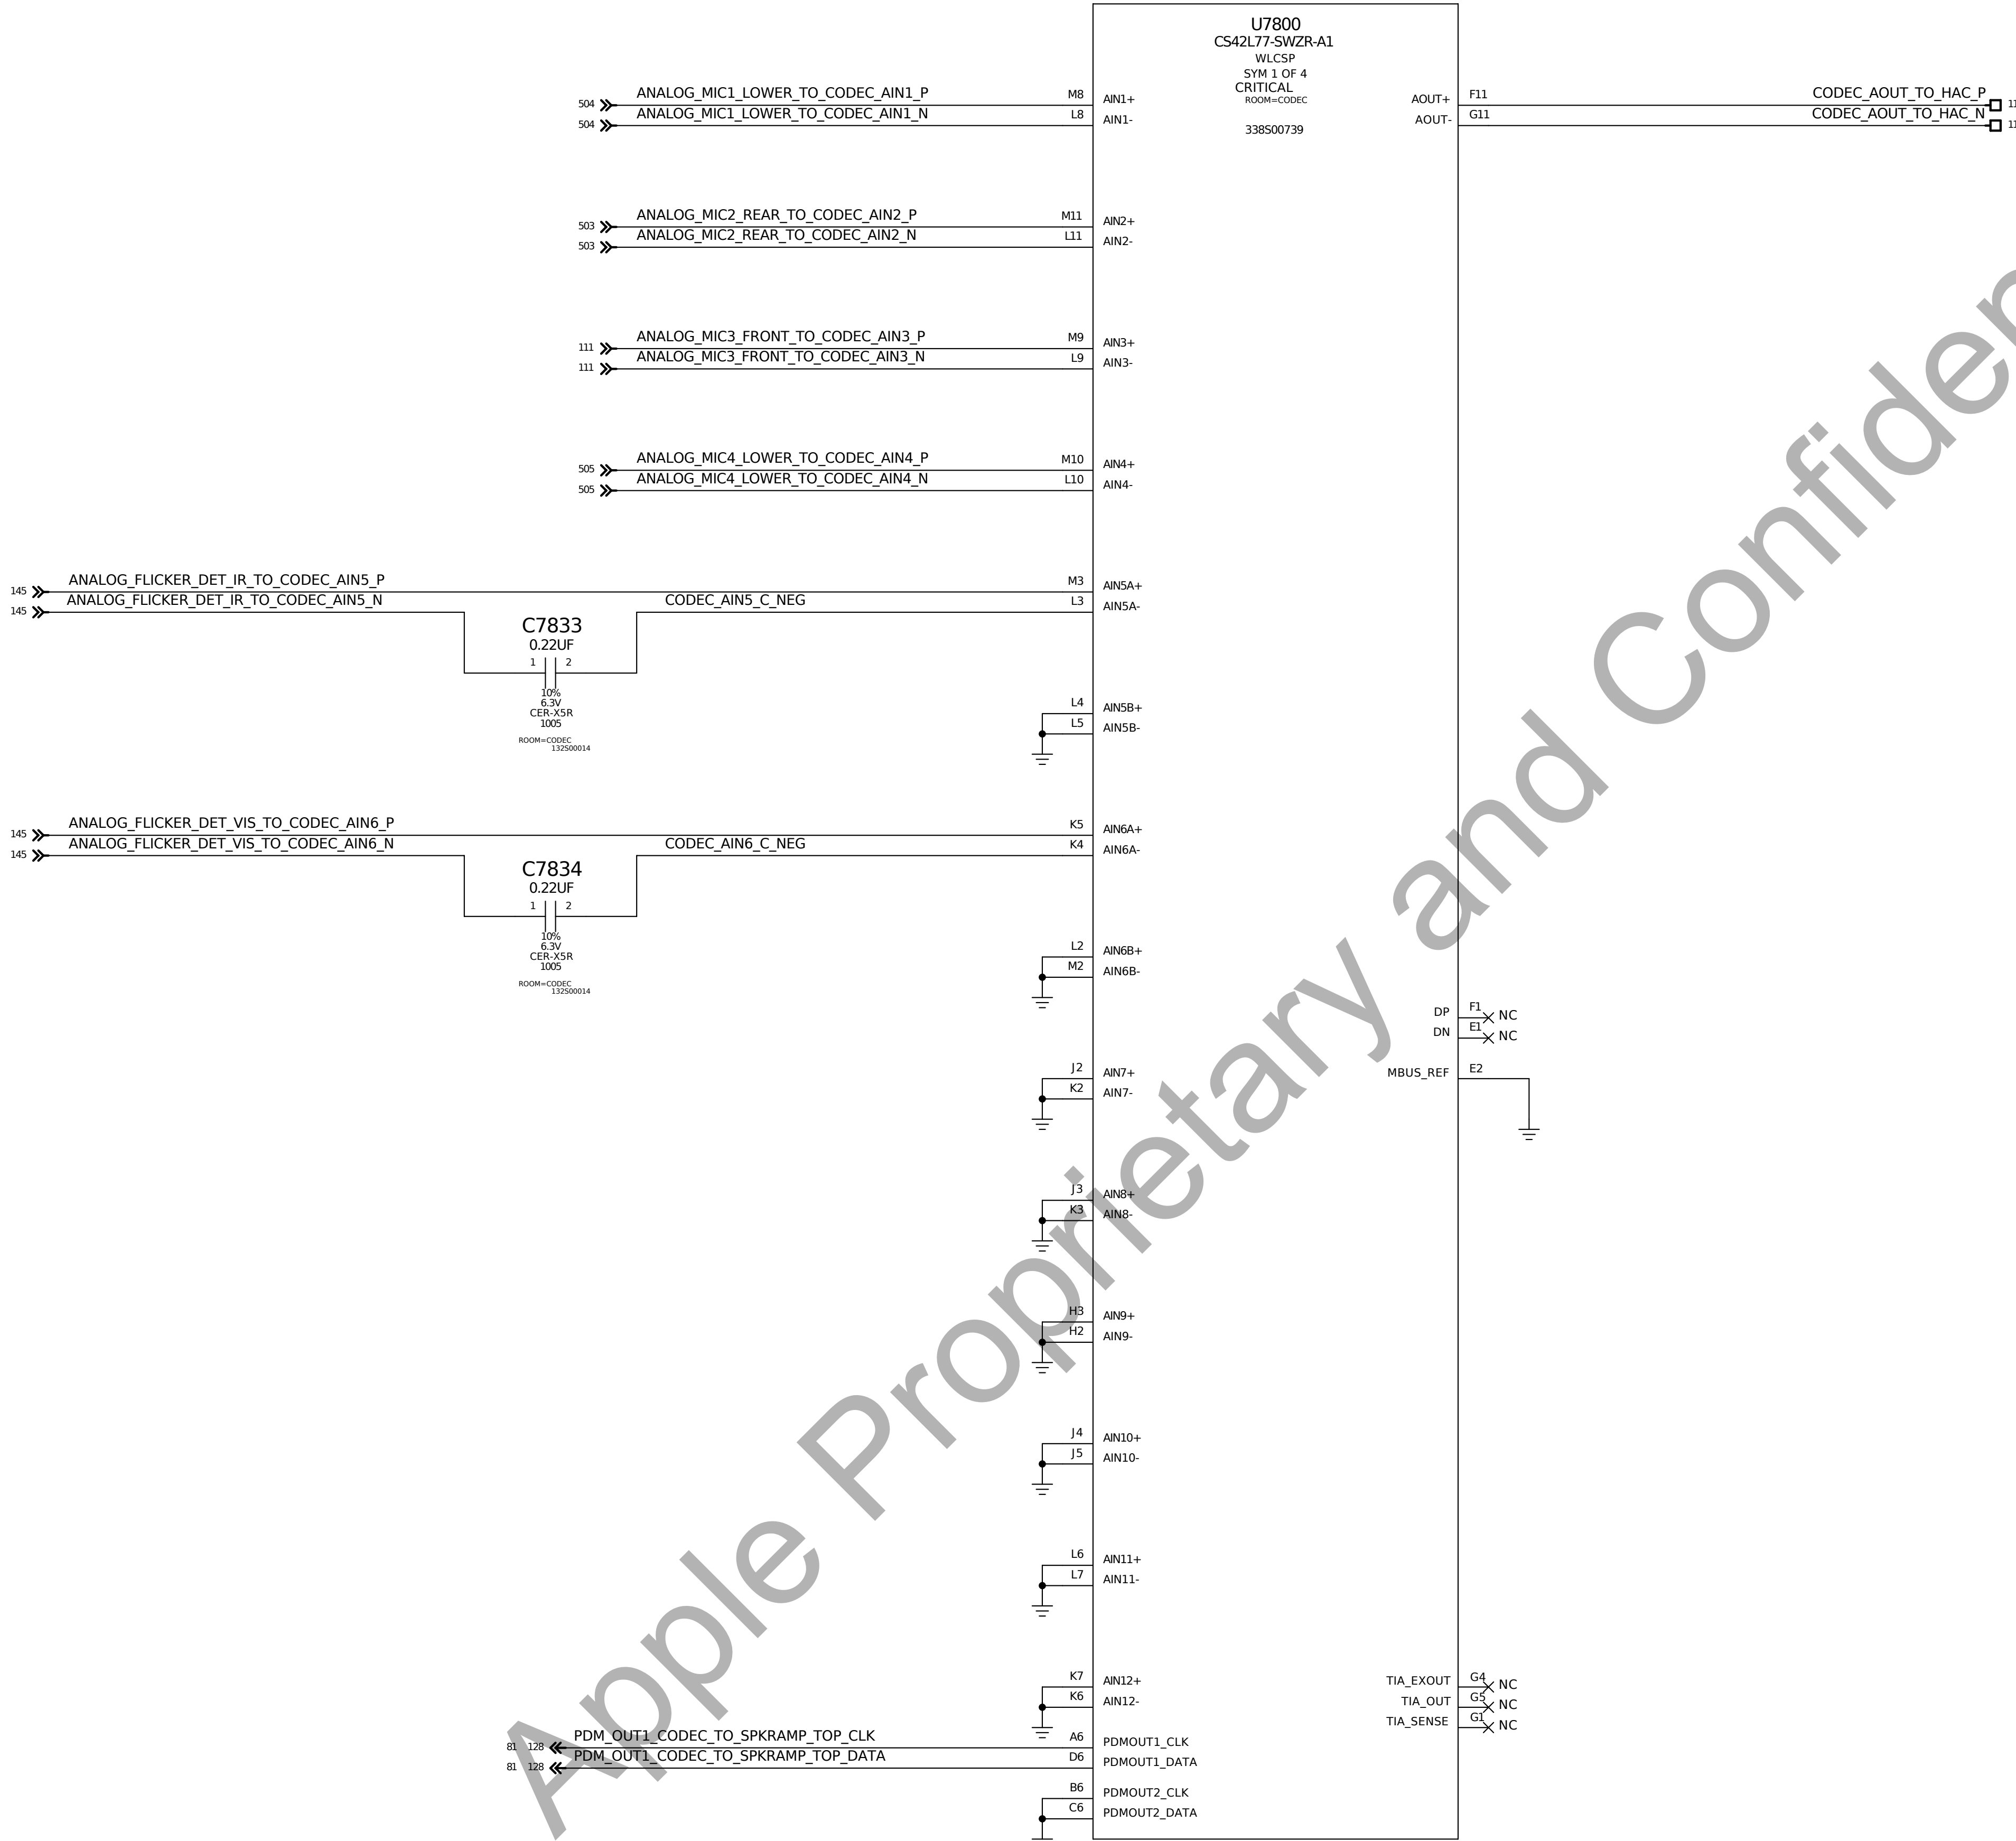 U7800
CS42L77-SWZR-A1
WLCSP
SYM 1 OF 4
CRITICAL
ROOM=CODEC
338S00739
504 ANALOG_MIC1_LOWER_TO_CODEC_AIN1_P M8 AIN1+
504 ANALOG_MIC1_LOWER_TO_CODEC_AIN1_N L8 AIN1-
AOUT+ F11 CODEC_AOUT_TO_HAC_P
AOUT- G11 CODEC_AOUT_TO_HAC_N
503 ANALOG_MIC2_REAR_TO_CODEC_AIN2_P M11 AIN2+
503 ANALOG_MIC2_REAR_TO_CODEC_AIN2_N L11 AIN2-
111 ANALOG_MIC3_FRONT_TO_CODEC_AIN3_P M9 AIN3+
111 ANALOG_MIC3_FRONT_TO_CODEC_AIN3_N L9 AIN3-
505 ANALOG_MIC4_LOWER_TO_CODEC_AIN4_P M10 AIN4+
505 ANALOG_MIC4_LOWER_TO_CODEC_AIN4_N L10 AIN4-
145 ANALOG_FLICKER_DET_IR_TO_CODEC_AIN5_P M3 AIN5A+
145 ANALOG_FLICKER_DET_IR_TO_CODEC_AIN5_N CODEC_AIN5_C_NEG L3 AIN5A-
C7833
0.22UF
1 2
10%
6.3V
CER-X5R
1005
ROOM=CODEC
132S00014
L4 AIN5B+
L5 AIN5B-
145 ANALOG_FLICKER_DET_VIS_TO_CODEC_AIN6_P K5 AIN6A+
145 ANALOG_FLICKER_DET_VIS_TO_CODEC_AIN6_N CODEC_AIN6_C_NEG K4 AIN6A-
C7834
0.22UF
1 2
10%
6.3V
CER-X5R
1005
ROOM=CODEC
132S00014
L2 AIN6B+
M2 AIN6B-
DP F1 NC
DN E1 NC
MBUS_REF E2
J2 AIN7+
K2 AIN7-
J3 AIN8+
K3 AIN8-
H3 AIN9+
H2 AIN9-
J4 AIN10+
J5 AIN10-
L6 AIN11+
L7 AIN11-
K7 AIN12+
K6 AIN12-
TIA_EXOUT G4 NC
TIA_OUT G5 NC
TIA_SENSE G1 NC
81 128 PDM_OUT1_CODEC_TO_SPKRAMP_TOP_CLK A6 PDMOUT1_CLK
81 128 PDM_OUT1_CODEC_TO_SPKRAMP_TOP_DATA D6 PDMOUT1_DATA
B6 PDMOUT2_CLK
C6 PDMOUT2_DATA
Apple Proprietary and